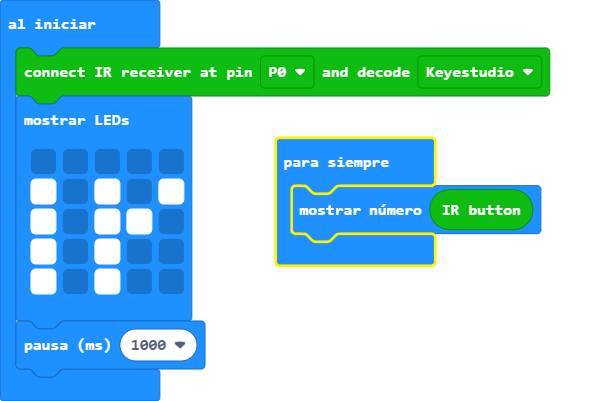 al iniciar
connect IR receiver at pin P0 and decode Keyestudio
mostrar LEDs
pausa (ms) 1000
para siempre
mostrar número IR button